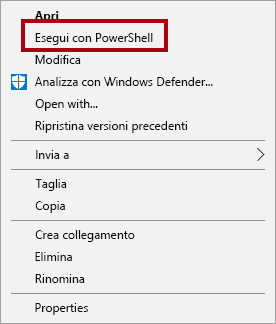 Apri
Esegui con PowerShell
Modifica
Analizza con Windows Defender...
Open with...
Ripristina versioni precedenti
Invia a
Taglia
Copia
Crea collegamento
Elimina
Rinomina
Properties